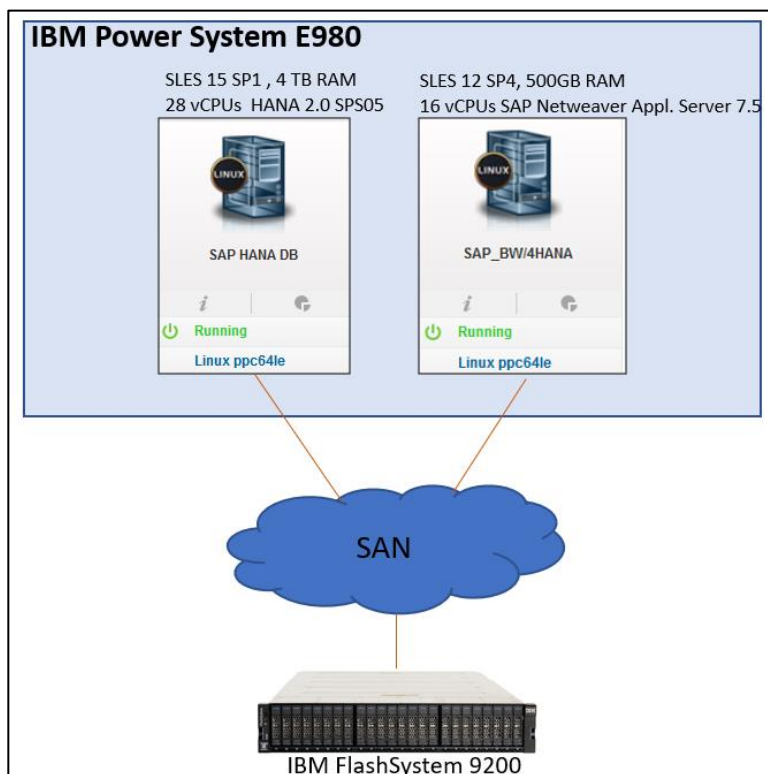 IBM Power System E980
SLES 15 SP1 , 4 TB RAM
28 vCPUs HANA 2.0 SPS05
SLES 12 SP4, 500GB RAM
16 vCPUs SAP Netweaver Appl. Server 7.5
LINUX
SAP HANA DB
i
Running
Linux ppc64le
LINUX
SAP_BW/4HANA
i
Running
Linux ppc64le
SAN
IBM FlashSystem 9200